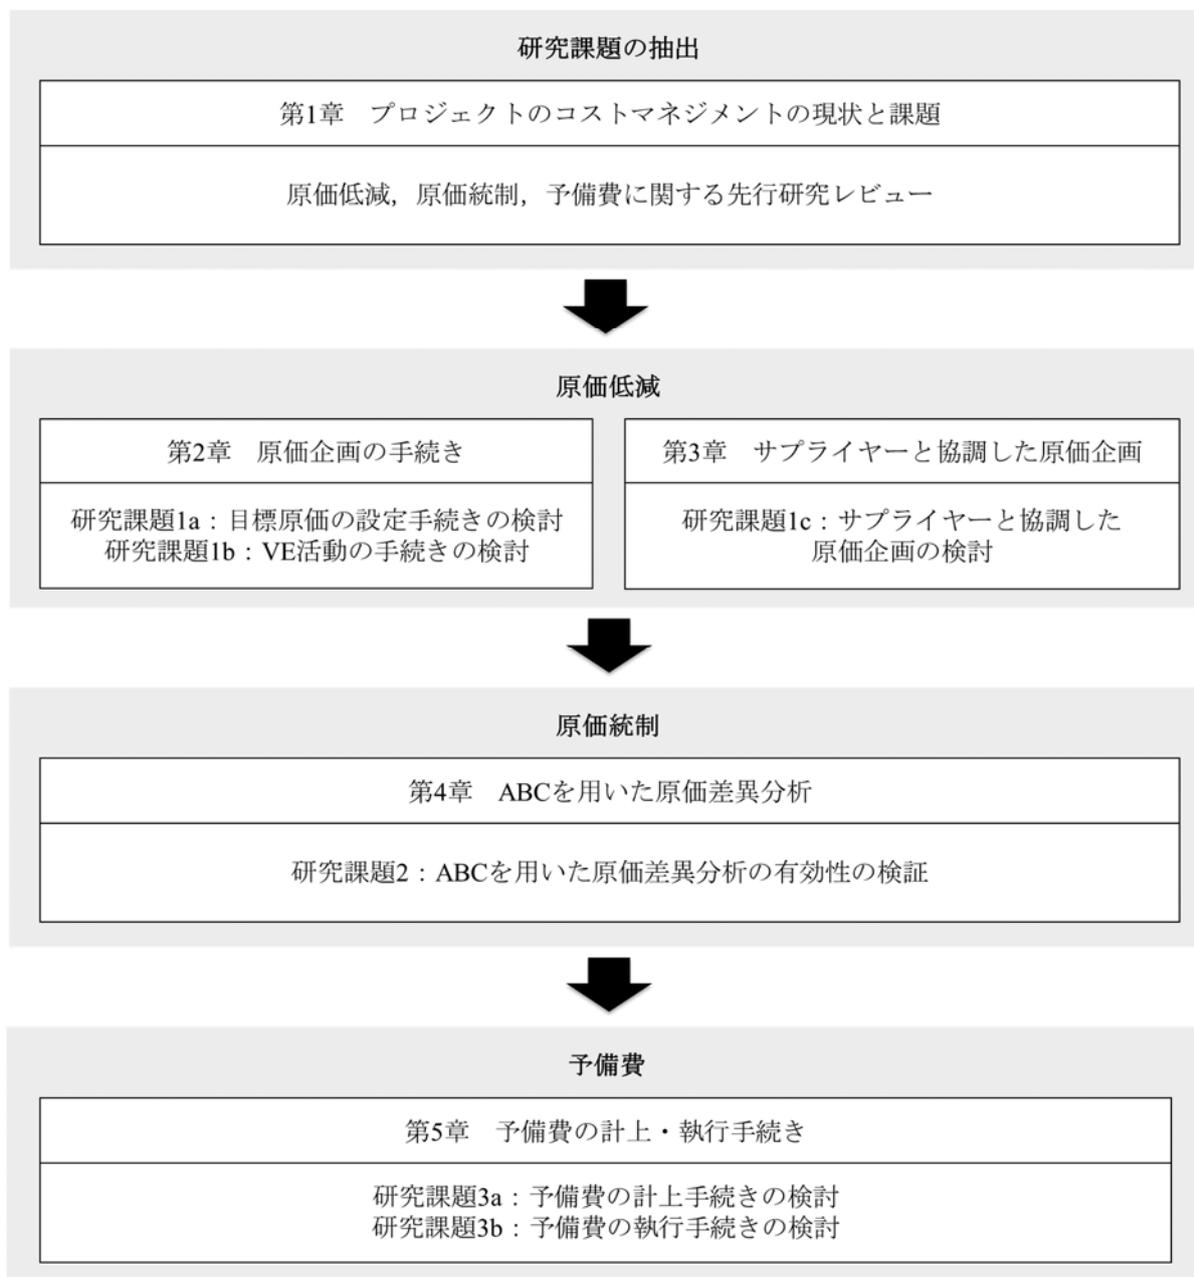 研究課題の抽出
第1章　プロジェクトのコストマネジメントの現状と課題
原価低減，原価統制，予備費に関する先行研究レビュー
原価低減
第2章　原価企画の手続き
研究課題1a：目標原価の設定手続きの検討
研究課題1b：VE活動の手続きの検討
第3章　サプライヤーと協調した原価企画
研究課題1c：サプライヤーと協調した
原価企画の検討
原価統制
第4章　ABCを用いた原価差異分析
研究課題2：ABCを用いた原価差異分析の有効性の検証
予備費
第5章　予備費の計上・執行手続き
研究課題3a：予備費の計上手続きの検討
研究課題3b：予備費の執行手続きの検討